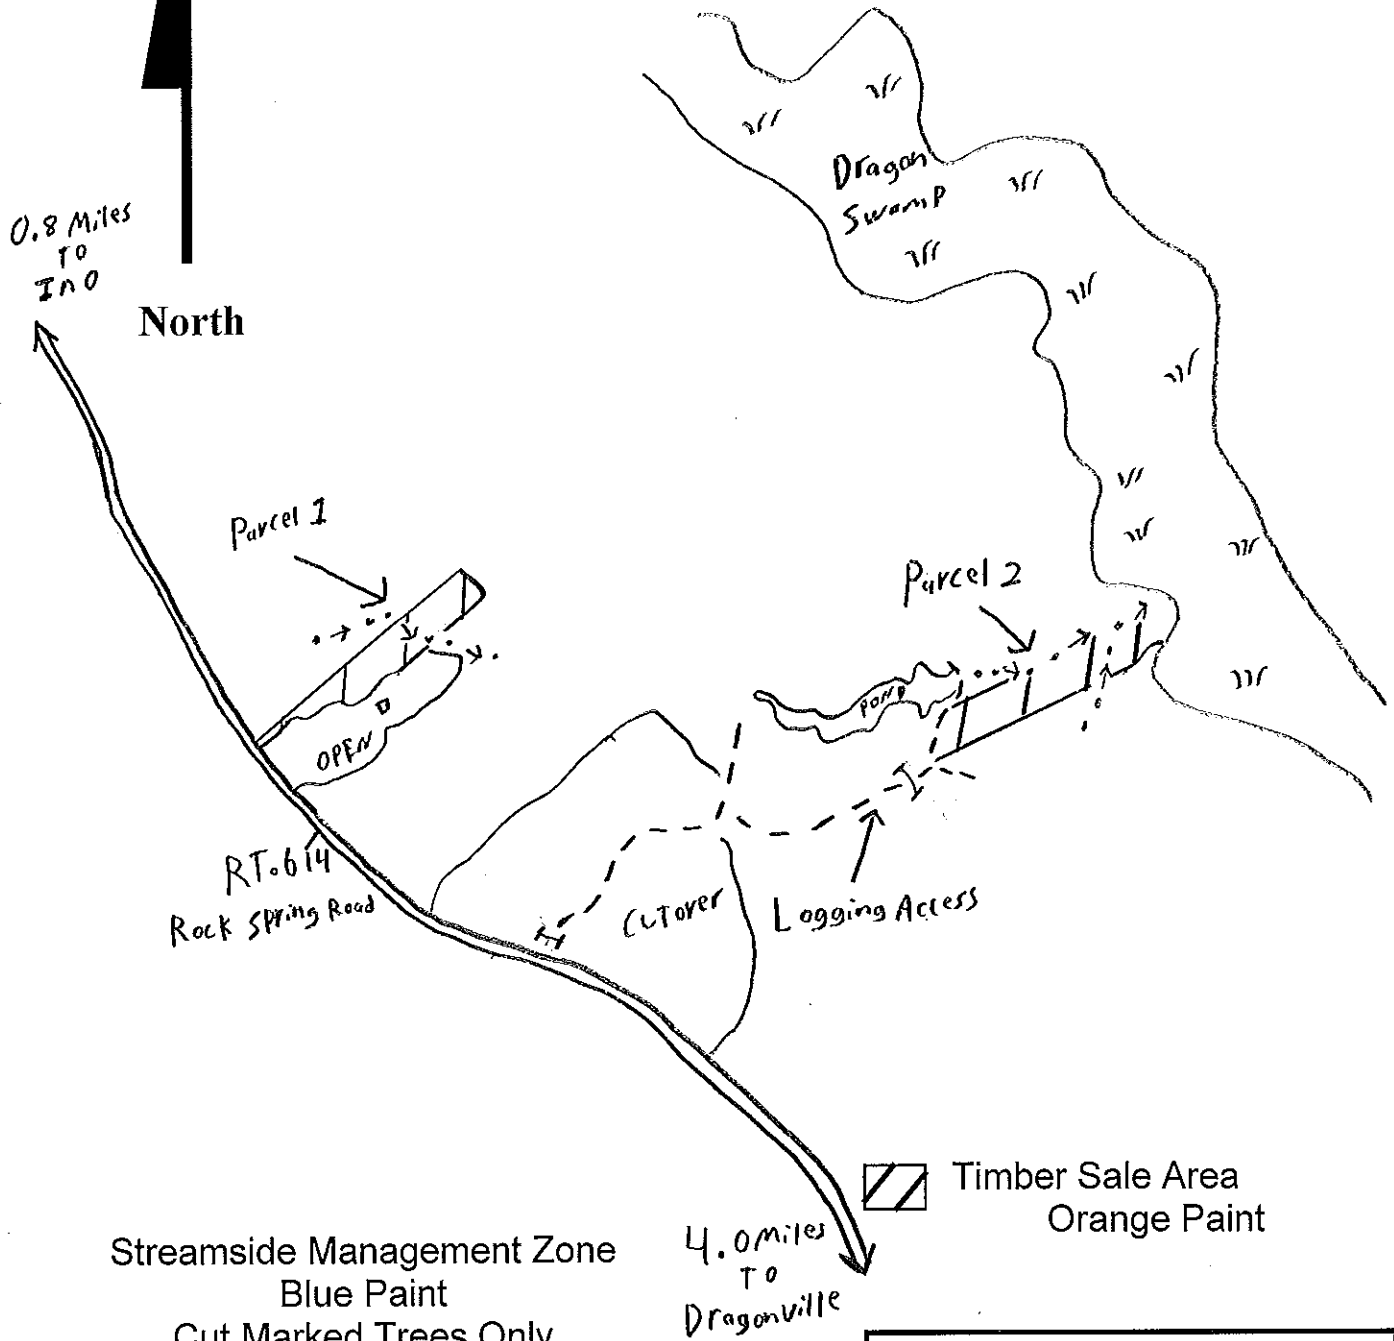 0.8 Miles
TO
InO
North
Dragon
Swamp
Parcel 1
Parcel 2
POND
OPEN
RT.614
Rock Spring Road
Cutover
Logging Access
Timber Sale Area
Orange Paint
Streamside Management Zone
Blue Paint
Cut Marked Trees Only
4.0 Miles
TO
Dragonville